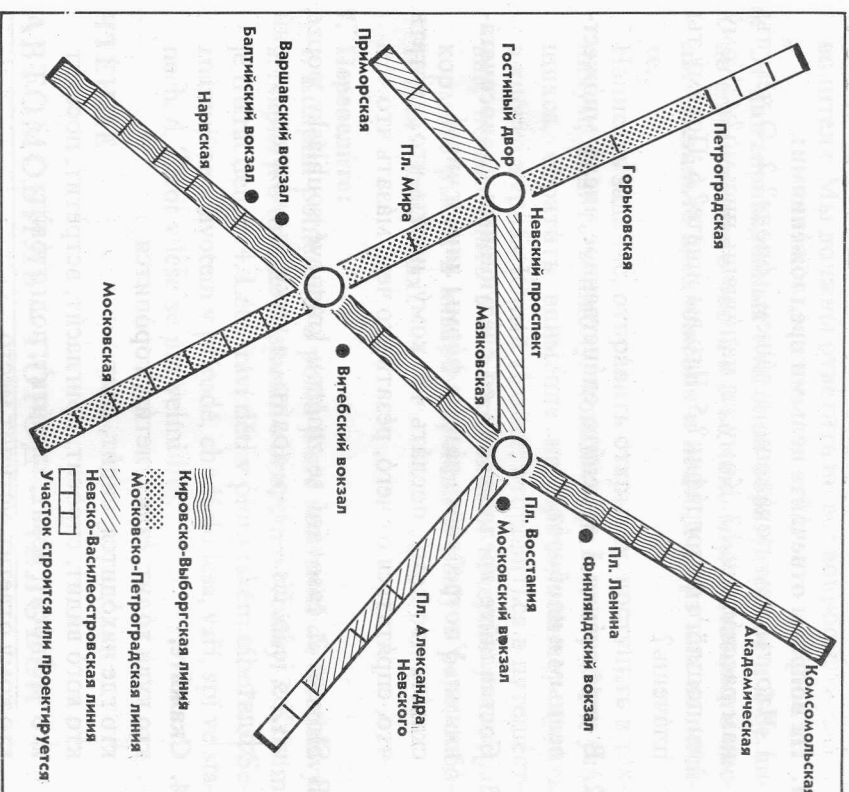 Приморская
Гостиный двор
Петроградская
Горьковская
Невский проспект
Пл. Мира
Балтийский вокзал
Варшавский вокзал
Нарвская
Маяковская
Витебский вокзал
Московская
Пл. Восстания
Московский вокзал
Пл. Ленина
Финляндский вокзал
Академическая
Комсомольская
Пл. Александра
Невского
Кировско-Выборгская линия
Московско-Петроградская линия
Невско-Василеостровская линия
Участок строится или проектируется